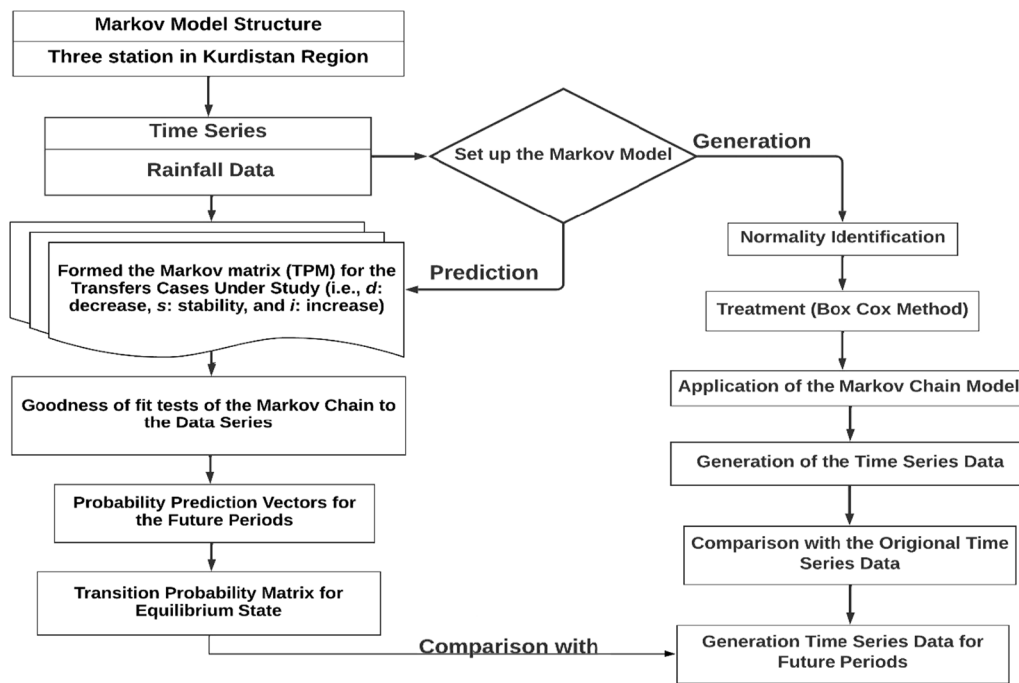 Markov Model Structure
Three station in Kurdistan Region
Time Series
Rainfall Data
Set up the Markov Model
Generation
Prediction
Formed the Markov matrix (TPM) for the
Transfers Cases Under Study (i.e., d:
decrease, s: stability, and i: increase)
Goodness of fit tests of the Markov Chain to
the Data Series
Probability Prediction Vectors for
the Future Periods
Transition Probability Matrix for
Equilibrium State
Comparison with
Normality Identification
Treatment (Box Cox Method)
Application of the Markov Chain Model
Generation of the Time Series Data
Comparison with the Origional Time
Series Data
Generation Time Series Data for
Future Periods